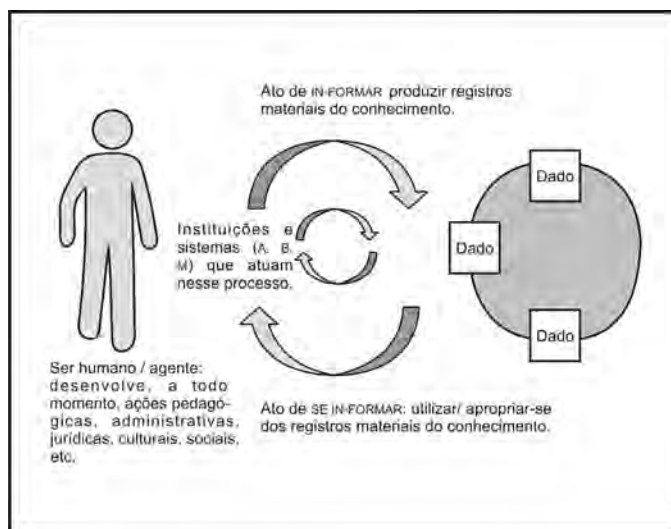 Ato de IN-FORMAR produzir registros
materiais do conhecimento.
Instituições e
sistemas (A, B,
M) que atuam
nesse processo.
Dado
Dado
Dado
Ser humano / agente:
desenvolve, a todo
momento, ações pedagó-
gicas, administrativas,
jurídicas, culturais, sociais,
etc.
Ato de SE IN-FORMAR: utilizar/ apropriar-se
dos registros materiais do conhecimento.